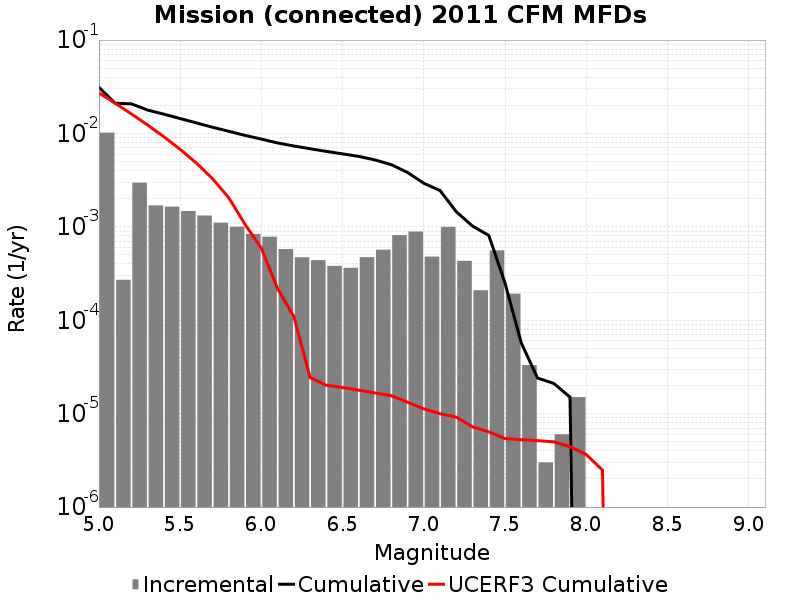 Mission (connected) 2011 CFM MFDs
10-1
10-2
10-3
10-4
10-5
10-6
Rate (1/yr)
5.0 5.5 6.0 6.5 7.0 7.5 8.0 8.5 9.0
Magnitude
Incremental Cumulative UCERF3 Cumulative